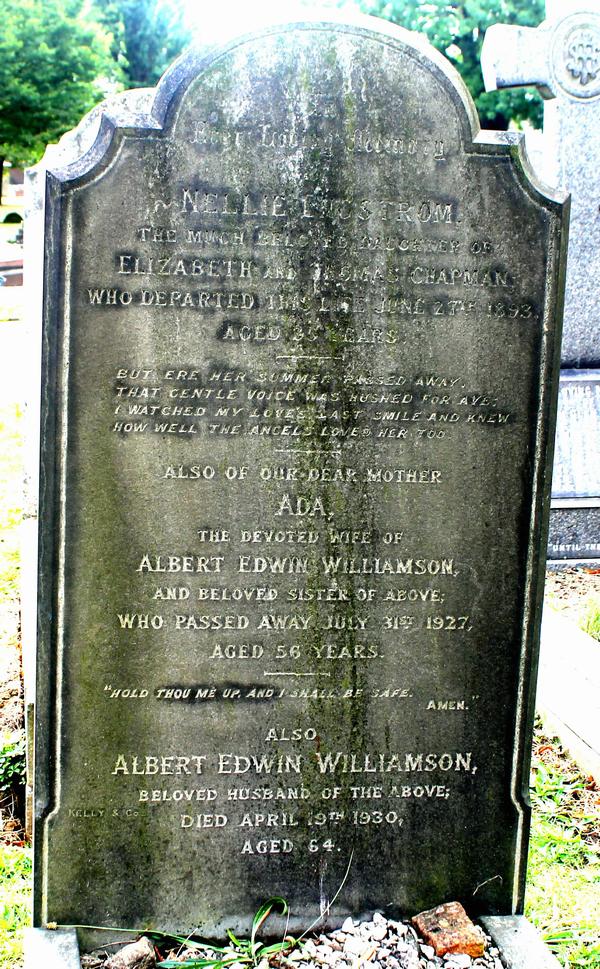 In Loving Memory
NELLIE
THE MUCH BELOVED DAUGHTER OF
ELIZABETH AND THOMAS CHAPMAN
WHO DEPARTED THIS LIFE JUNE 27TH 1893
AGED YEARS
BUT ERE HER SUMMER PASSED AWAY,
THAT GENTLE VOICE WAS HUSHED FOR AYE;
I WATCHED MY LOVE'S LAST SMILE AND KNEW
HOW WELL THE ANGELS LOVED HER TOO.
ALSO OF OUR DEAR MOTHER
ADA,
THE DEVOTED WIFE OF
ALBERT EDWIN WILLIAMSON,
AND BELOVED SISTER OF ABOVE;
WHO PASSED AWAY JULY 31ST 1927,
AGED 56 YEARS.
"HOLD THOU ME UP, AND I SHALL BE SAFE.
AMEN."
ALSO
ALBERT EDWIN WILLIAMSON,
BELOVED HUSBAND OF THE ABOVE;
DIED APRIL 19TH 1930,
AGED 64.
KELLY & Co.
UNTIL THE